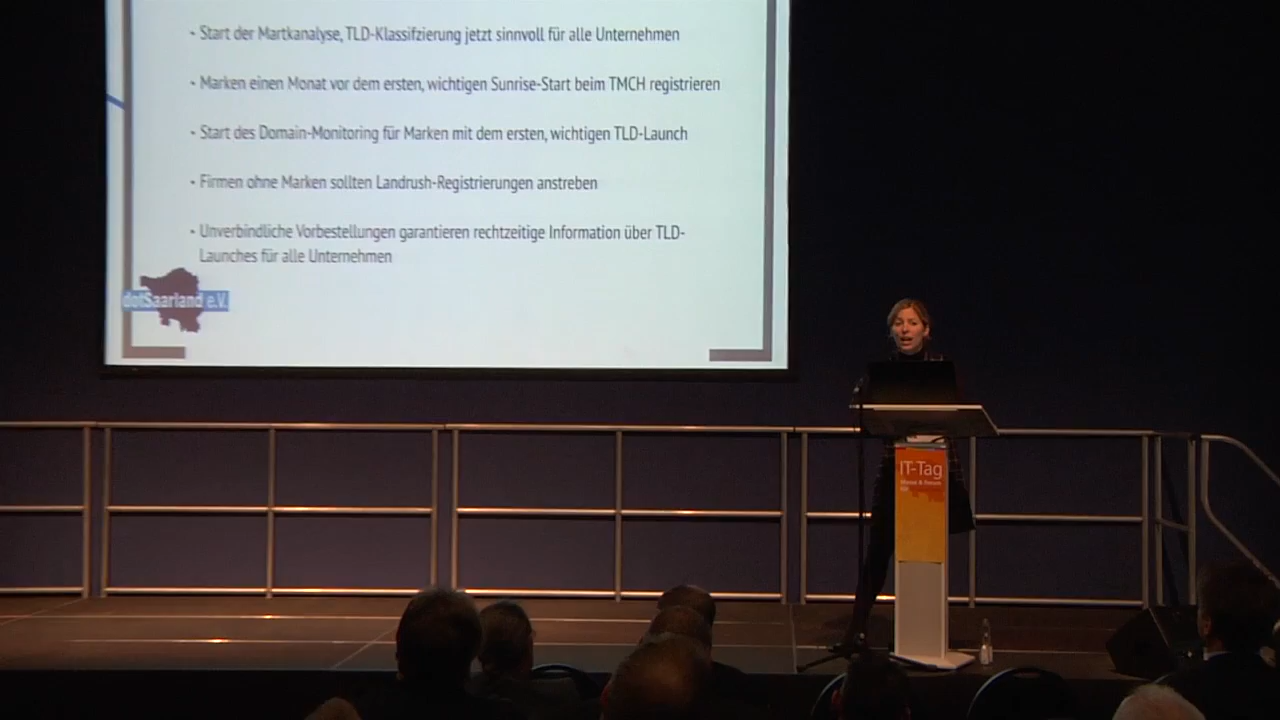 • Start der Martkanalyse, TLD-Klassifzierung jetzt sinnvoll für alle Unternehmen
• Marken einen Monat vor dem ersten, wichtigen Sunrise-Start beim TMCH registrieren
• Start des Domain-Monitoring für Marken mit dem ersten, wichtigen TLD-Launch
• Firmen ohne Marken sollten Landrush-Registrierungen anstreben
• Unverbindliche Vorbestellungen garantieren rechtzeitige Information über TLD-
Launches für alle Unternehmen
dotSaarland e.V.
IT-Tag
Messe & Forum